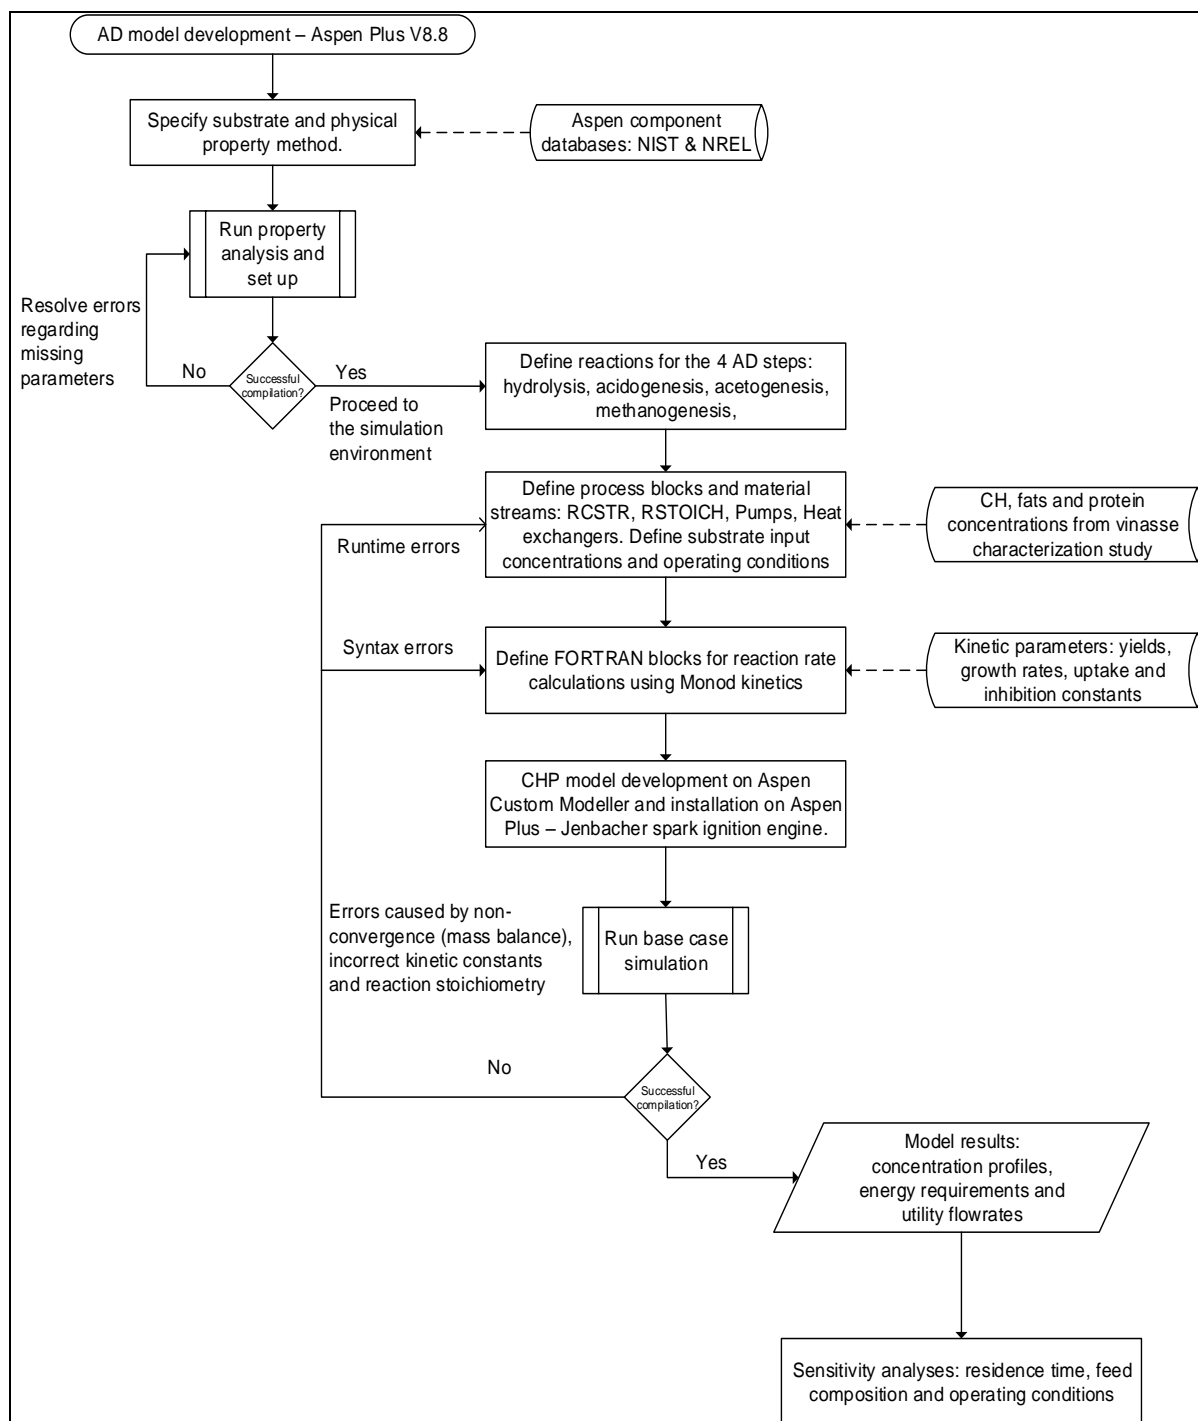 AD model development – Aspen Plus V8.8
Specify substrate and physical
property method.
Aspen component
databases: NIST & NREL
Run property
analysis and
set up
Resolve errors
regarding
missing
parameters
No
Successful
compilation?
Yes
Proceed to
the simulation
environment
Define reactions for the 4 AD steps:
hydrolysis, acidogenesis, acetogenesis,
methanogenesis,
Define process blocks and material
streams: RCSTR, RSTOICH, Pumps, Heat
exchangers. Define substrate input
concentrations and operating conditions
CH, fats and protein
concentrations from vinasse
characterization study
Runtime errors
Syntax errors
Define FORTRAN blocks for reaction rate
calculations using Monod kinetics
Kinetic parameters: yields,
growth rates, uptake and
inhibition constants
CHP model development on Aspen
Custom Modeller and installation on Aspen
Plus – Jenbacher spark ignition engine.
Errors caused by non-
convergence (mass balance),
incorrect kinetic constants
and reaction stoichiometry
Run base case
simulation
No
Successful
compilation?
Yes
Model results:
concentration profiles,
energy requirements and
utility flowrates
Sensitivity analyses: residence time, feed
composition and operating conditions